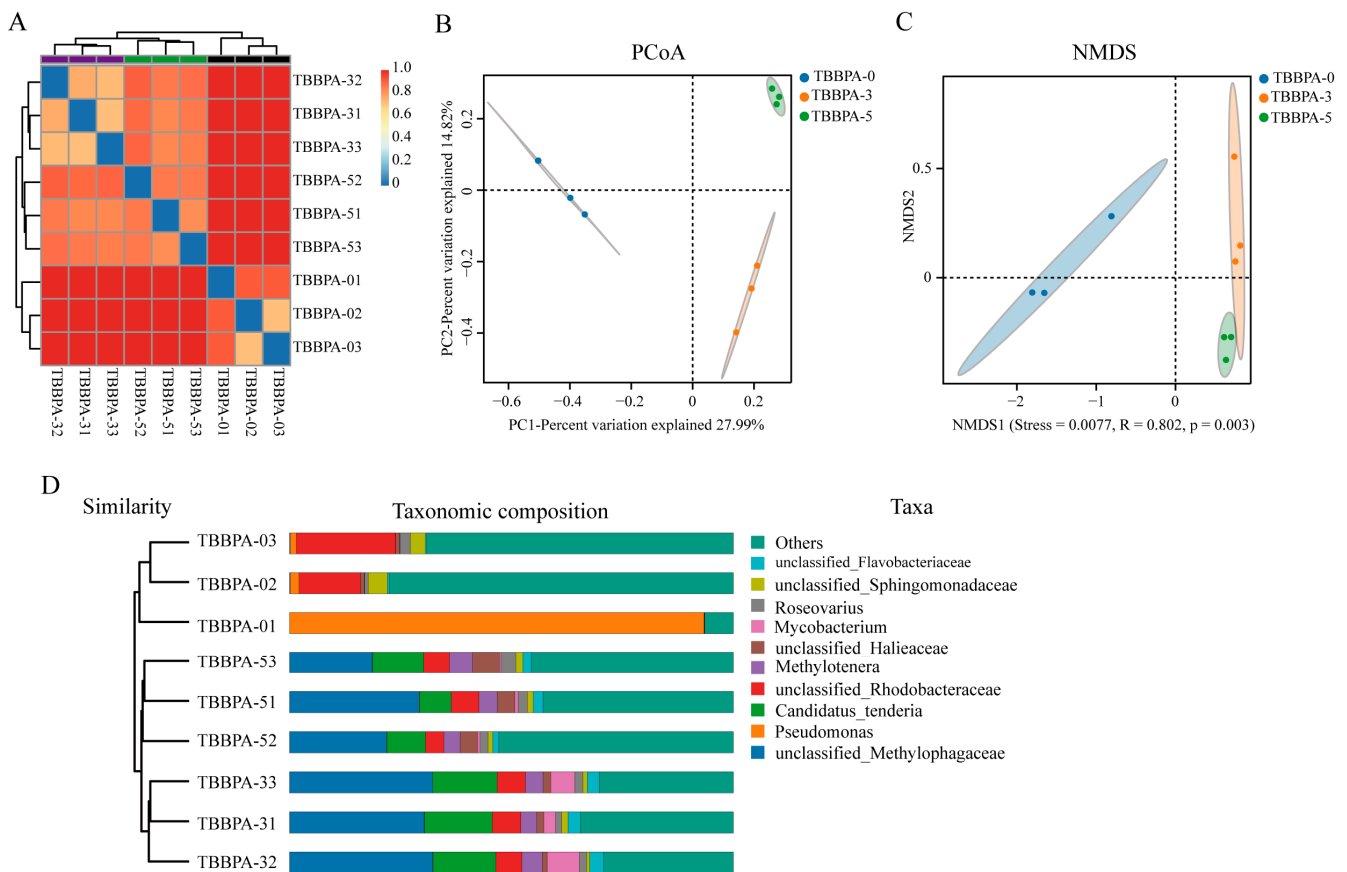 A
TBBPA-32
TBBPA-31
TBBPA-33
TBBPA-52
TBBPA-51
TBBPA-53
TBBPA-01
TBBPA-02
TBBPA-03
1.0
0.8
0.6
0.4
0.2
0
TBBPA-32
TBBPA-31
TBBPA-33
TBBPA-52
TBBPA-51
TBBPA-53
TBBPA-01
TBBPA-02
TBBPA-03
B
PCoA
TBBPA-0
TBBPA-3
TBBPA-5
PC2-Percent variation explained 14.82%
0.2
0
−0.2
−0.4
−0.6
−0.4
−0.2
0
0.2
PC1-Percent variation explained 27.99%
C
NMDS
TBBPA-0
TBBPA-3
TBBPA-5
NMDS2
0.5
0
−2
−1
0
NMDS1 (Stress = 0.0077, R = 0.802, p = 0.003)
D
Similarity
Taxonomic composition
Taxa
TBBPA-03
TBBPA-02
TBBPA-01
TBBPA-53
TBBPA-51
TBBPA-52
TBBPA-33
TBBPA-31
TBBPA-32
Others
unclassified_Flavobacteriaceae
unclassified_Sphingomonadaceae
Roseovarius
Mycobacterium
unclassified_Halieaceae
Methylotenera
unclassified_Rhodobacteraceae
Candidatus_tenderia
Pseudomonas
unclassified_Methylophagaceae